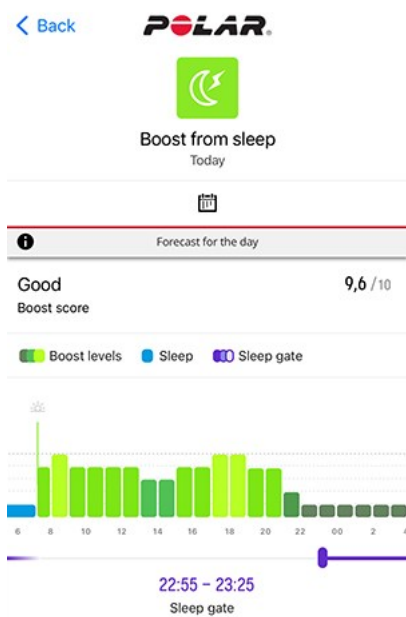 Back
POLAR.
Boost from sleep
Today
Forecast for the day
Good 9,6 /10
Boost score
Boost levels Sleep Sleep gate
6 8 10 12 14 16 18 20 22 00 2 4
22:55 – 23:25
Sleep gate